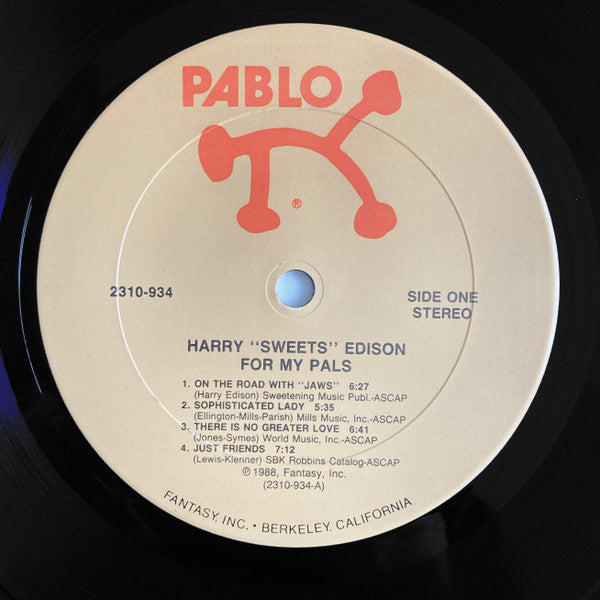 PABLO
®
2310-934
SIDE ONE
STEREO
HARRY "SWEETS" EDISON
FOR MY PALS
1. ON THE ROAD WITH "JAWS" 6:27
(Harry Edison) Sweetening Music Publ.-ASCAP
2. SOPHISTICATED LADY 5:35
(Ellington-Mills-Parish) Mills Music, Inc.-ASCAP
3. THERE IS NO GREATER LOVE 6:41
(Jones-Symes) World Music, Inc.-ASCAP
4. JUST FRIENDS 7:12
(Lewis-Klenner) SBK Robbins Catalog-ASCAP
℗ 1988, Fantasy, Inc.
(2310-934-A)
FANTASY, INC. • BERKELEY, CALIFORNIA